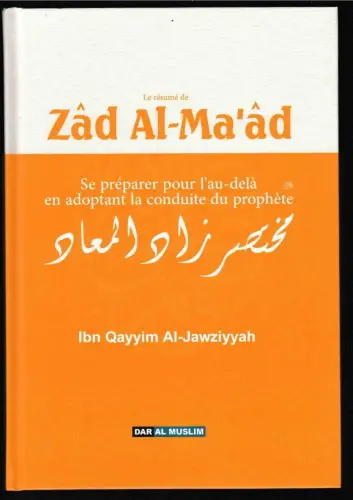 Le résumé de
Zâd Al-Ma'âd
Se préparer pour l'au-delà
en adoptant la conduite du prophète
مختصر زاد المعاد
Ibn Qayyim Al-Jawziyyah
DAR AL MUSLIM